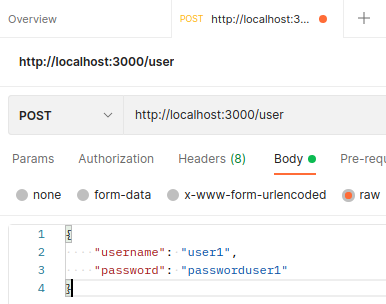 Overview
POST http://localhost:3...
http://localhost:3000/user
POST http://localhost:3000/user
Params Authorization Headers (8) Body Pre-requ
none form-data x-www-form-urlencoded raw
1 {
2 "username": "user1",
3 "password": "passworduser1"
4 }